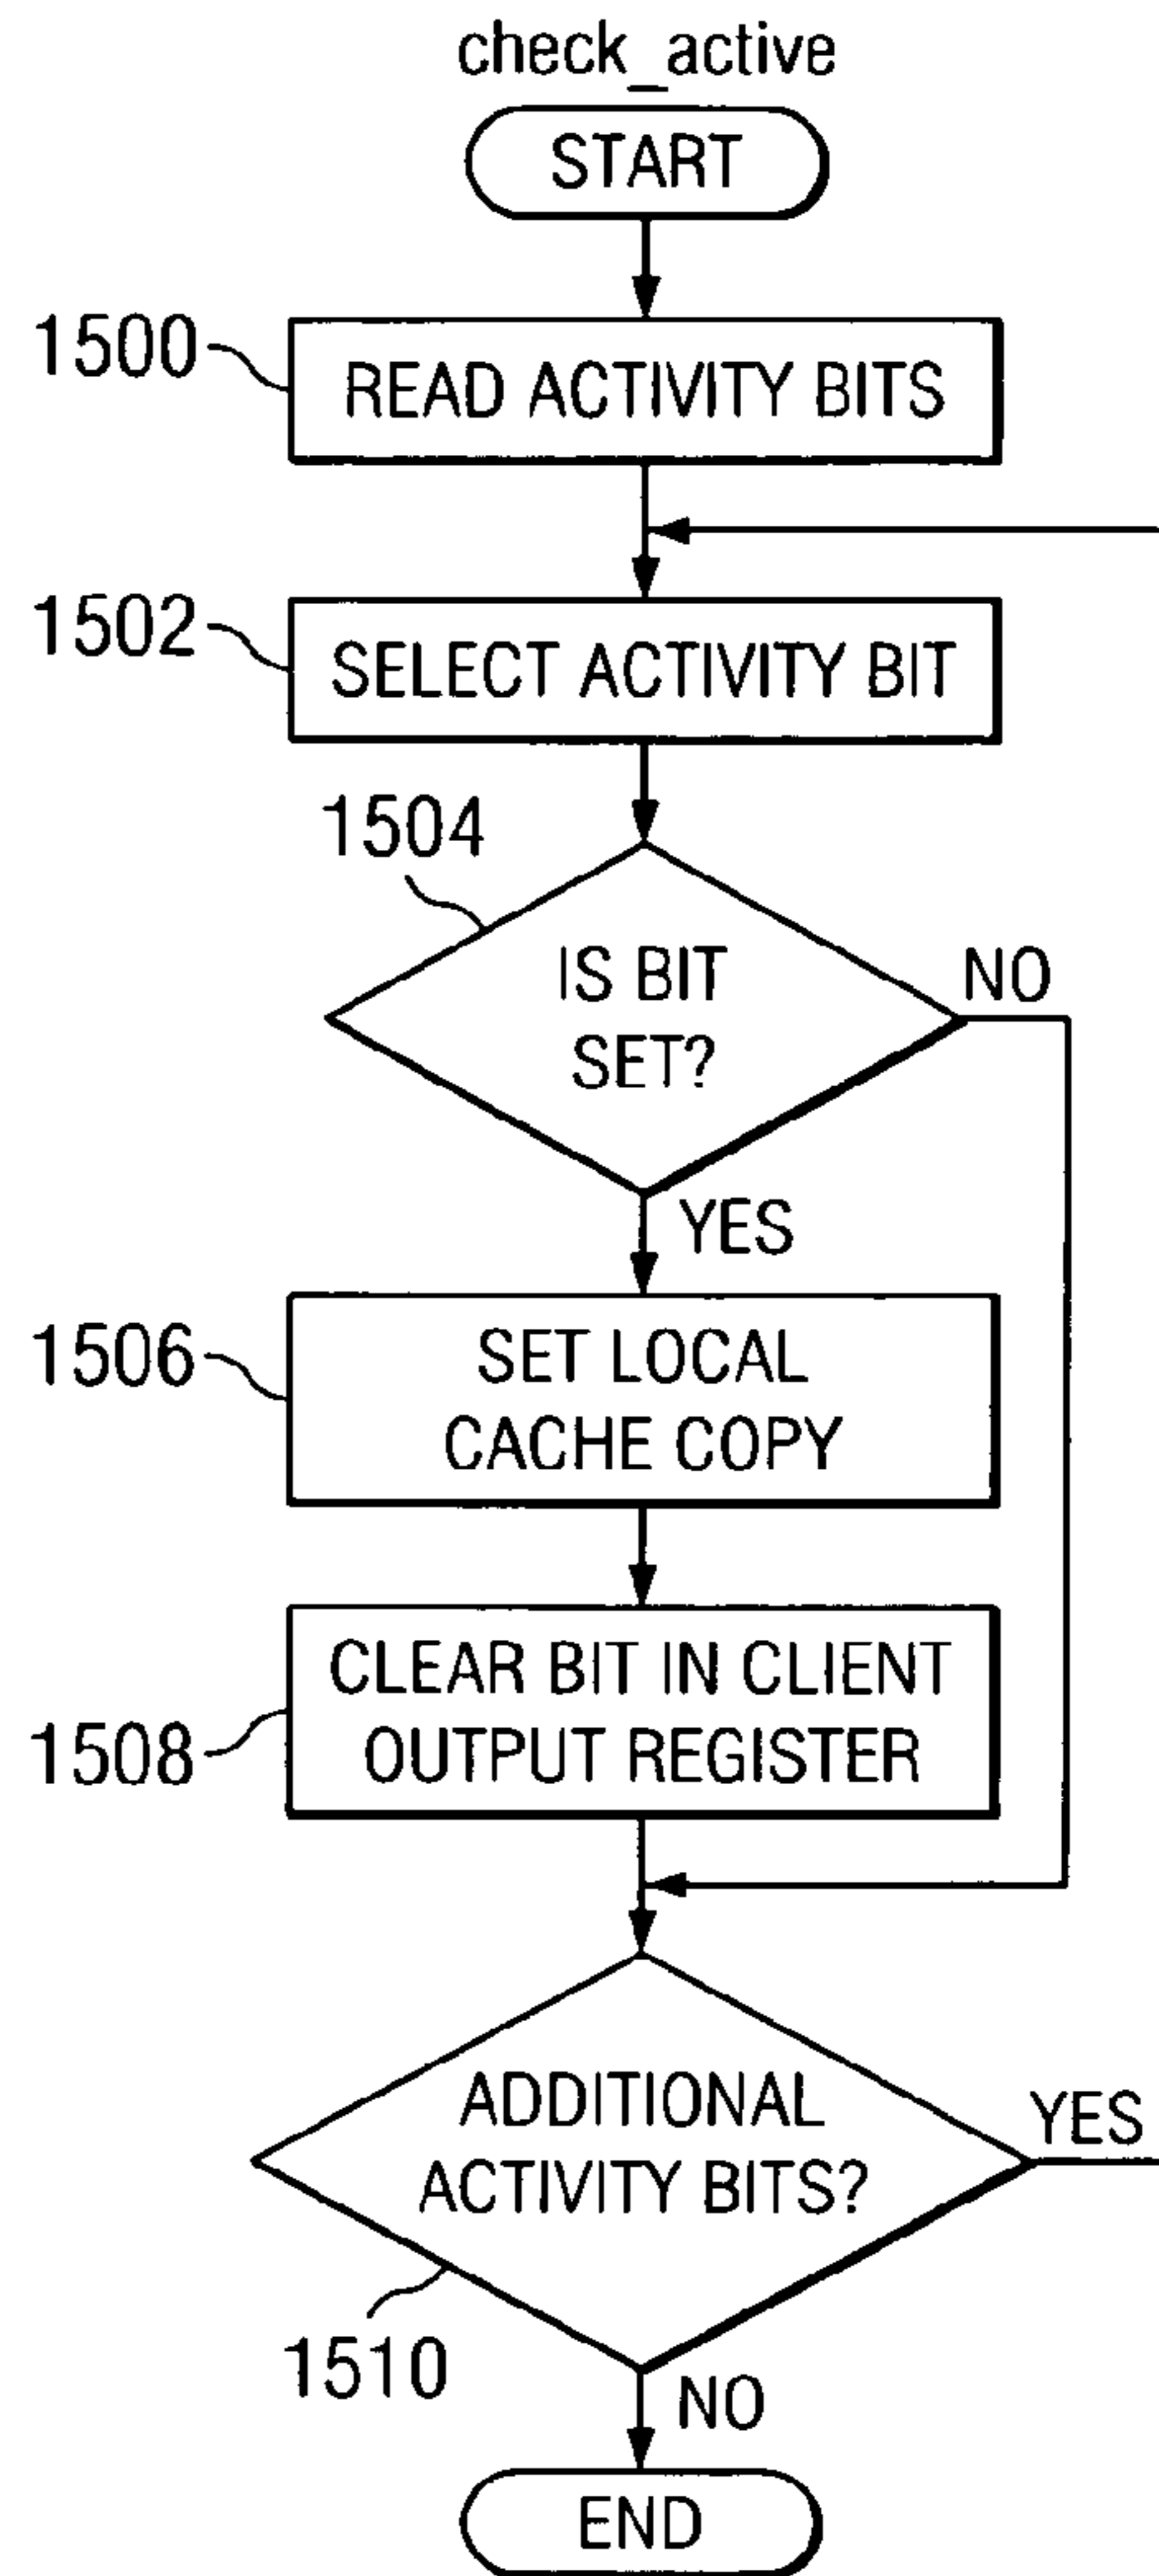 check_active
START
1500
READ ACTIVITY BITS
1502
SELECT ACTIVITY BIT
1504
IS BIT
SET?
NO
YES
1506
SET LOCAL
CACHE COPY
1508
CLEAR BIT IN CLIENT
OUTPUT REGISTER
ADDITIONAL
ACTIVITY BITS?
YES
1510
NO
END